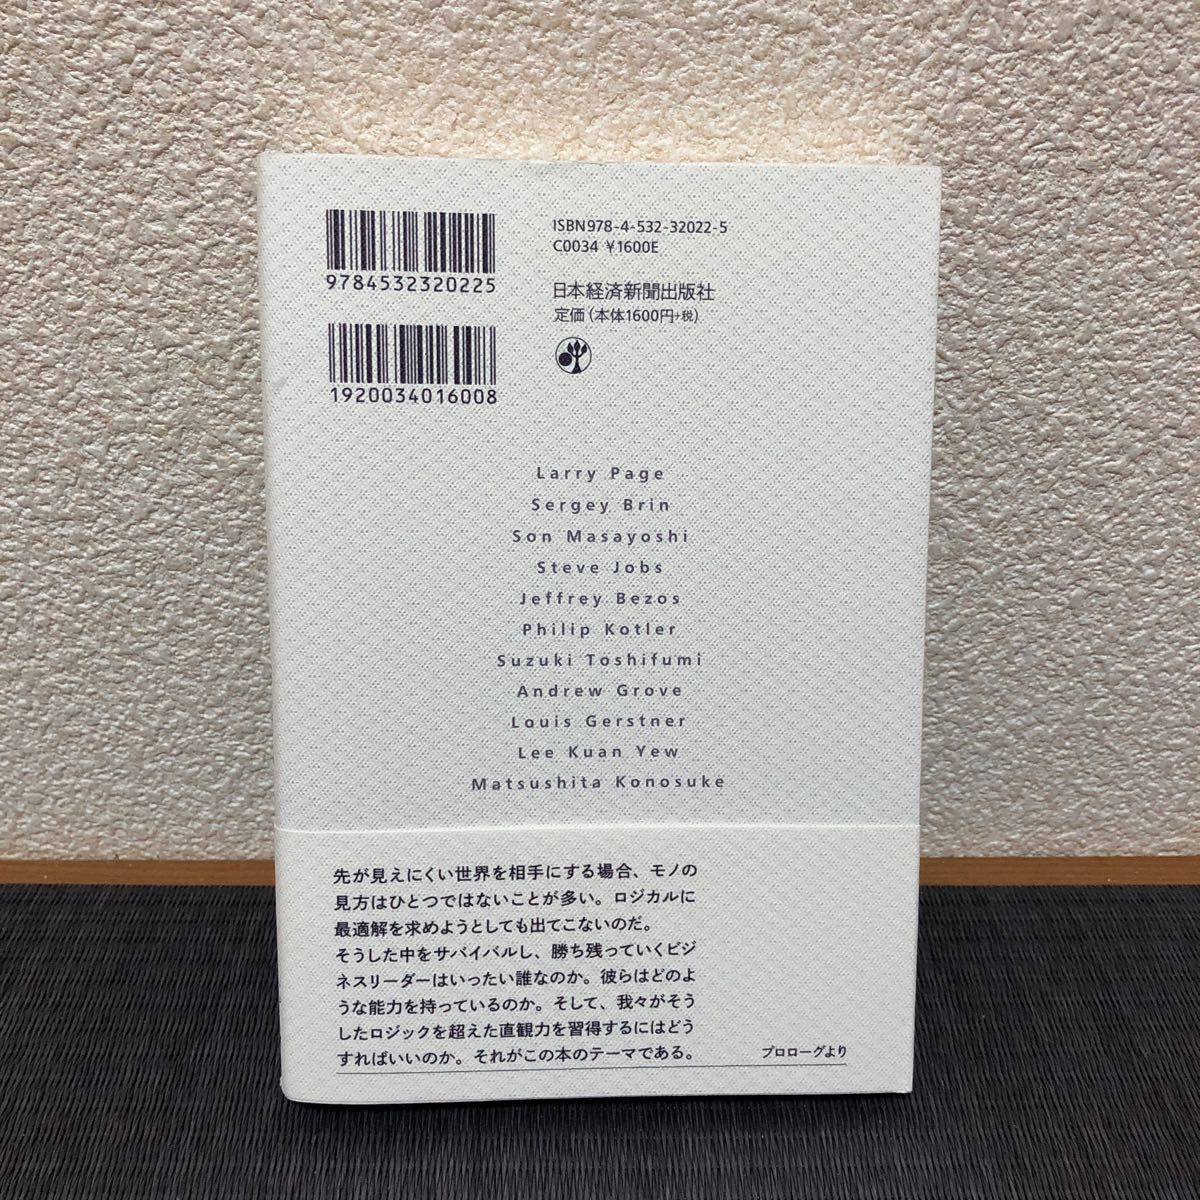 9784532320225
1920034016008
ISBN978-4-532-32022-5
C0034 ¥1600E
日本経済新聞出版社
定価(本体1600円+税)
Larry Page
Sergey Brin
Son Masayoshi
Steve Jobs
Jeffrey Bezos
Philip Kotler
Suzuki Toshifumi
Andrew Grove
Louis Gerstner
Lee Kuan Yew
Matsushita Konosuke
先が見えにくい世界を相手にする場合、モノの
見方はひとつではないことが多い。ロジカルに
最適解を求めようとしても出てこないのだ。
そうした中をサバイバルし、勝ち残っていくビジ
ネスリーダーはいったい誰なのか。彼らはどのよ
うな能力を持っているのか。そして、我々がそう
したロジックを超えた直観力を習得するにはどう
すればいいのか。それがこの本のテーマである。
プロローグより